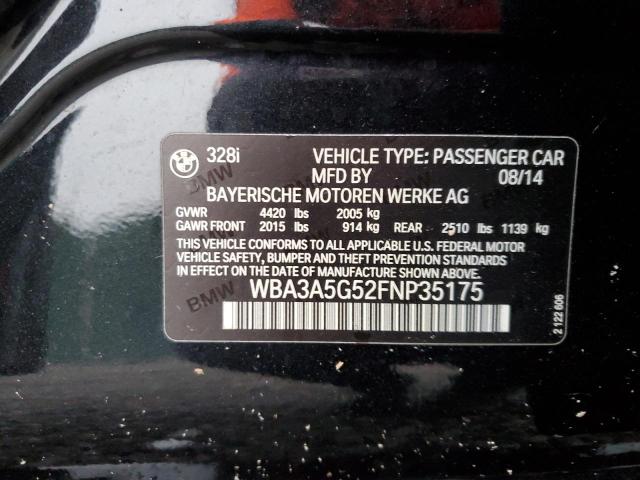 328i VEHICLE TYPE: PASSENGER CAR
MFD BY 08/14
BAYERISCHE MOTOREN WERKE AG
GVWR 4420 lbs 2005 kg
GAWR FRONT 2015 lbs 914 kg REAR 2510 lbs 1139 kg
THIS VEHICLE CONFORMS TO ALL APPLICABLE U.S. FEDERAL MOTOR
VEHICLE SAFETY, BUMPER AND THEFT PREVENTION STANDARDS
IN EFFECT ON THE DATE OF MANUFACTURE SHOWN ABOVE.
WBA3A5G52FNP35175
2 122 606
BMW
BMW
BMW